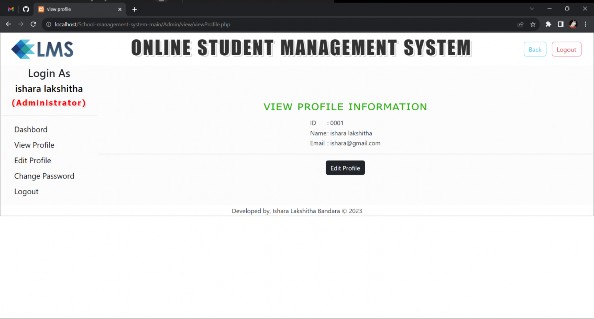 view profile
localhost/School-management-system-main/Admin/view/viewProfile.php
LMS
ONLINE STUDENT MANAGEMENT SYSTEM
Back
Logout
Login As
ishara lakshitha
(Administrator)
Dashbord
View Profile
Edit Profile
Change Password
Logout
VIEW PROFILE INFORMATION
ID : 0001
Name : ishara lakshitha
Email : ishara@gmail.com
Edit Profile
Developed by: Ishara Lakshitha Bandara © 2023